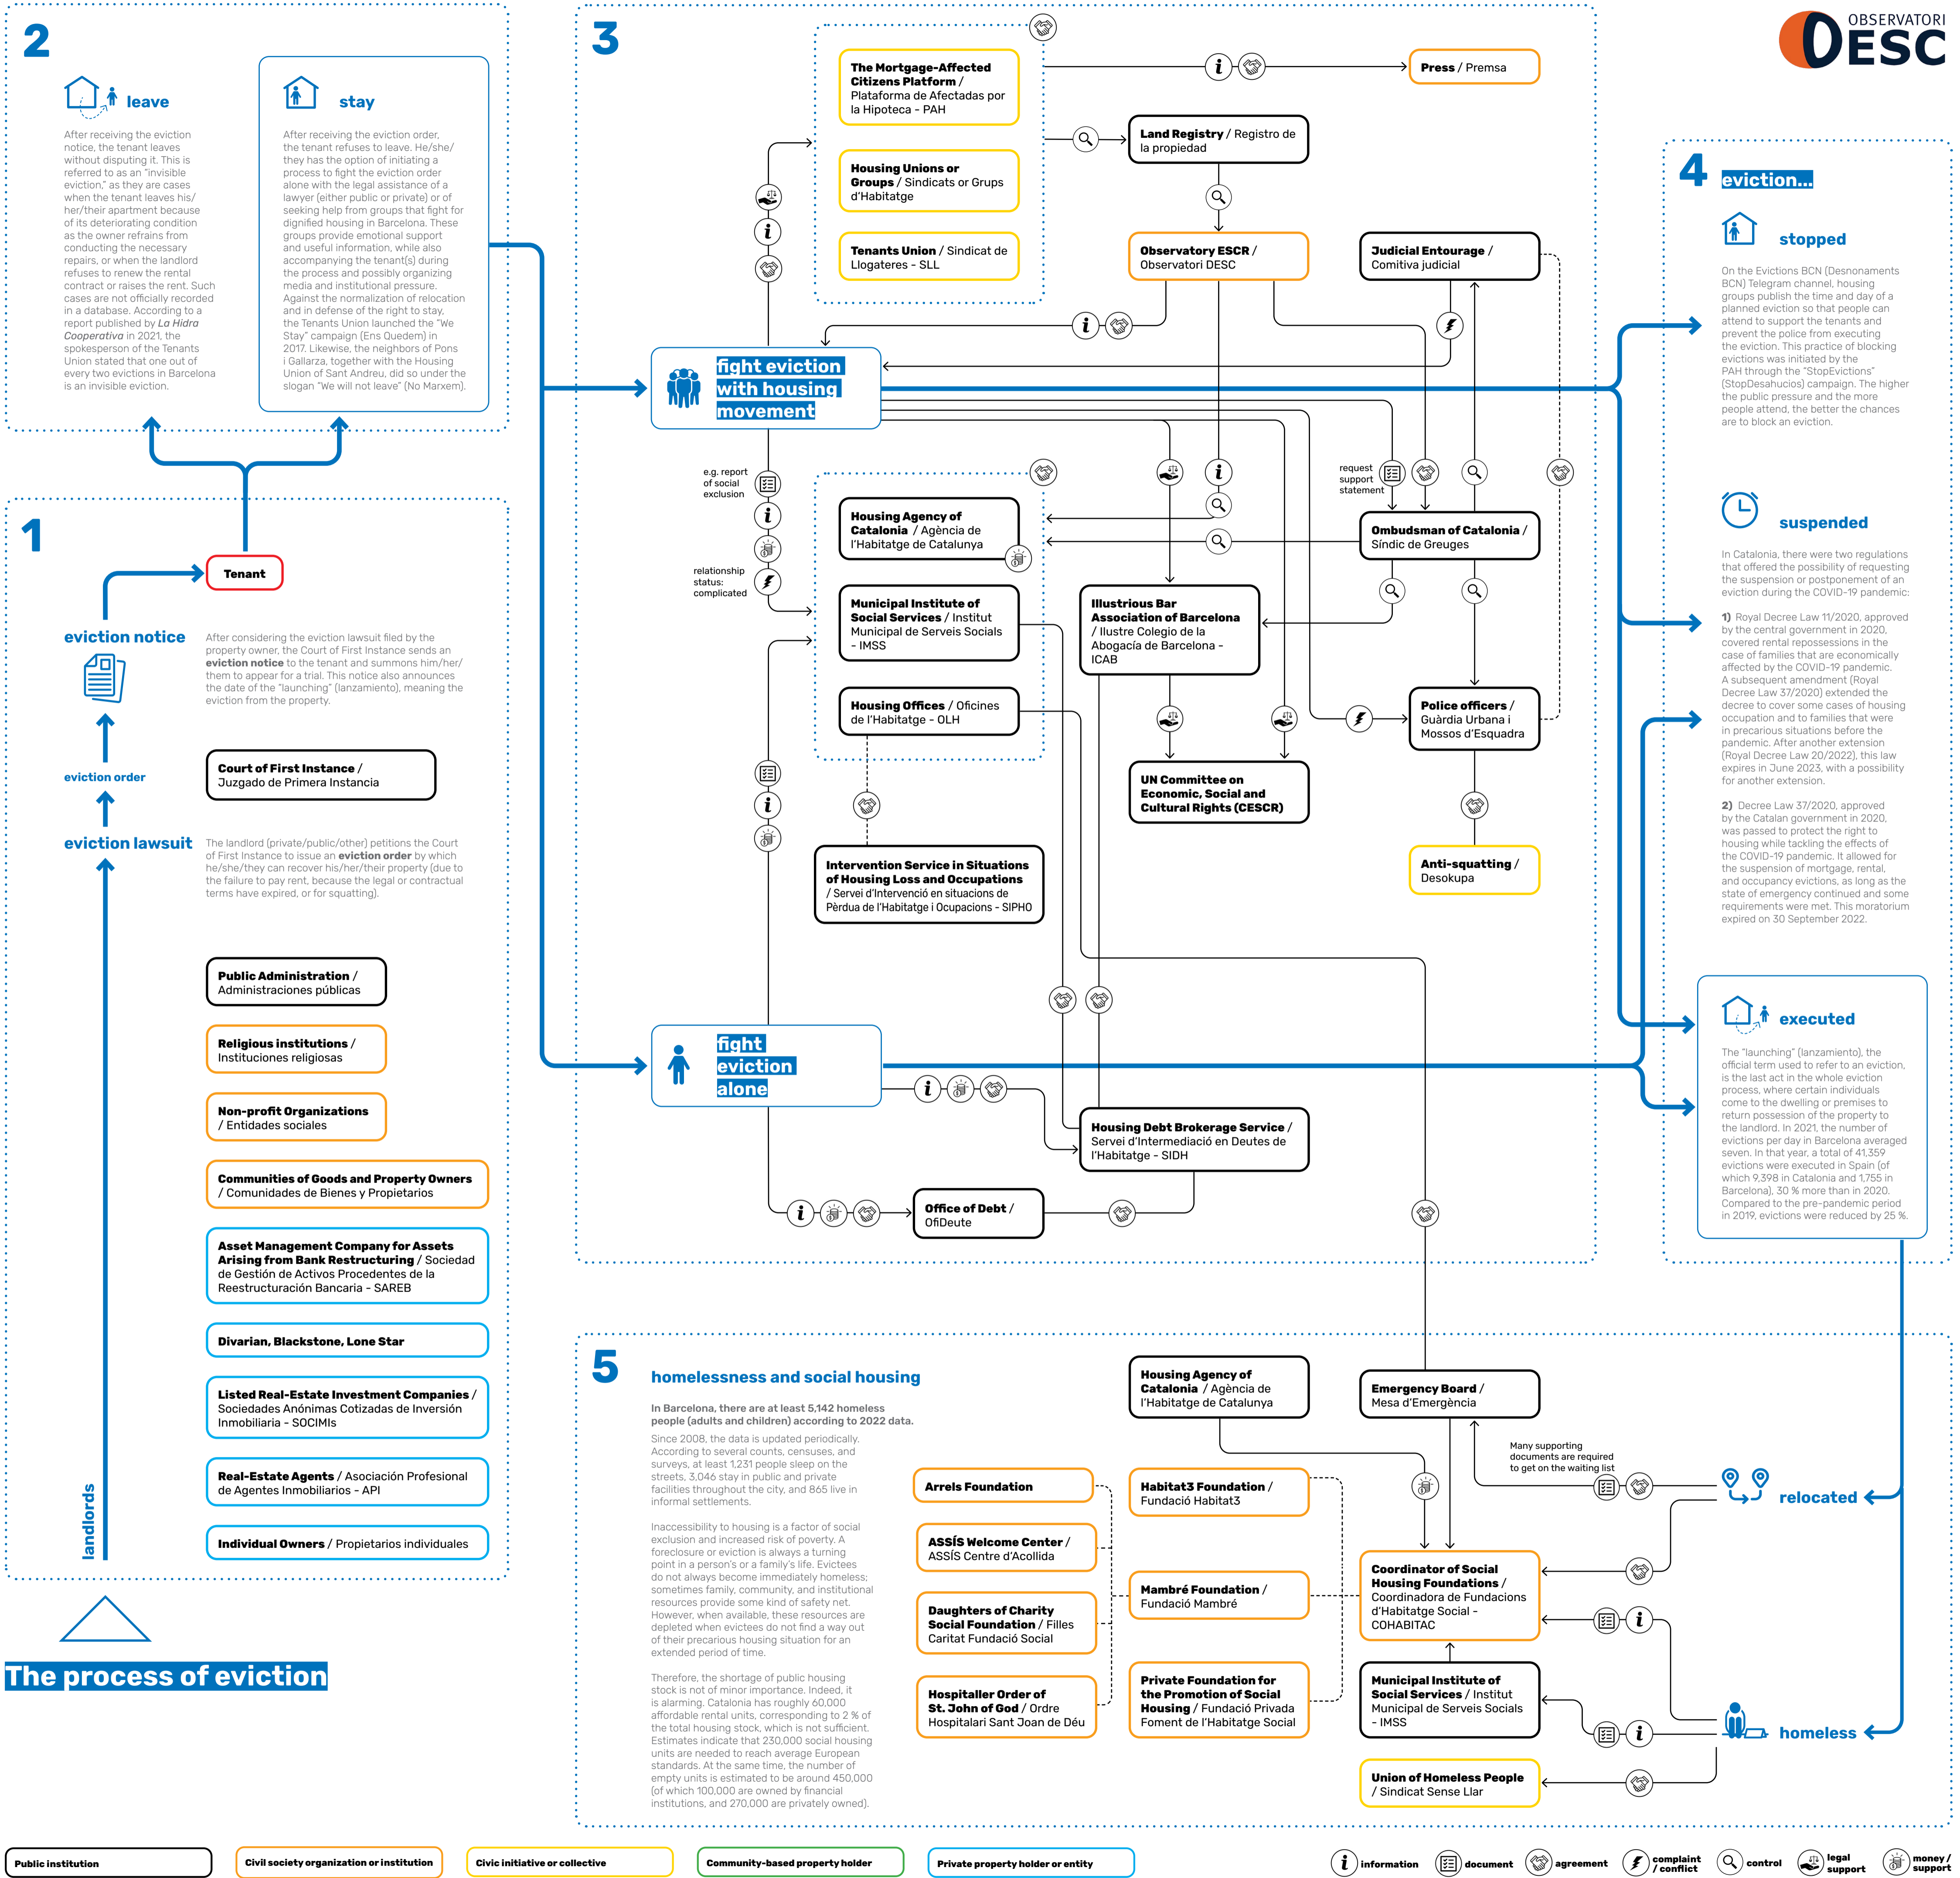 OBSERVATORI
DESC
2
leave
After receiving the eviction
notice, the tenant leaves
without disputing it. This is
referred to as an “invisible
eviction,” as they are cases
when the tenant leaves his/
her/their apartment because
of its deteriorating condition
as the owner refrains from
conducting the necessary
repairs, or when the landlord
refuses to renew the rental
contract or raises the rent. Such
cases are not officially recorded
in a database. According to a
report published by La Hidra
Cooperativa in 2021, the
spokesperson of the Tenants
Union stated that one out of
every two evictions in Barcelona
is an invisible eviction.
stay
After receiving the eviction order,
the tenant refuses to leave. He/she/
they has the option of initiating a
process to fight the eviction order
alone with the legal assistance of a
lawyer (either public or private) or of
seeking help from groups that fight for
dignified housing in Barcelona. These
groups provide emotional support
and useful information, while also
accompanying the tenant(s) during
the process and possibly organizing
media and institutional pressure.
Against the normalization of relocation
and in defense of the right to stay,
the Tenants Union launched the “We
Stay” campaign (Ens Quedem) in
2017. Likewise, the neighbors of Pons
i Gallarza, together with the Housing
Union of Sant Andreu, did so under the
slogan “We will not leave” (No Marxem).
1
Tenant
eviction notice
After considering the eviction lawsuit filed by the
property owner, the Court of First Instance sends an
eviction notice to the tenant and summons him/her/
them to appear for a trial. This notice also announces
the date of the “launching” (lanzamiento), meaning the
eviction from the property.
Court of First Instance /
Juzgado de Primera Instancia
eviction order
eviction lawsuit
The landlord (private/public/other) petitions the Court
of First Instance to issue an eviction order by which
he/she/they can recover his/her/their property (due to
the failure to pay rent, because the legal or contractual
terms have expired, or for squatting).
Public Administration /
Administraciones públicas
Religious institutions /
Instituciones religiosas
Non-profit Organizations
/ Entidades sociales
Communities of Goods and Property Owners
/ Comunidades de Bienes y Propietarios
Asset Management Company for Assets
Arising from Bank Restructuring / Sociedad
de Gestión de Activos Procedentes de la
Reestructuración Bancaria - SAREB
Divarian, Blackstone, Lone Star
Listed Real-Estate Investment Companies /
Sociedades Anónimas Cotizadas de Inversión
Inmobiliaria - SOCIMIs
Real-Estate Agents / Asociación Profesional
de Agentes Inmobiliarios - API
Individual Owners / Propietarios individuales
landlords
The process of eviction
3
The Mortgage-Affected
Citizens Platform /
Plataforma de Afectadas por
la Hipoteca - PAH
Housing Unions or
Groups / Sindicats or Grups
d’Habitatge
Tenants Union / Sindicat de
Llogateres - SLL
i
Press / Premsa
Land Registry / Registro de
la propiedad
Observatory ESCR /
Observatori DESC
Judicial Entourage /
Comitiva judicial
i
i
fight eviction
with housing
movement
e.g. report
of social
exclusion
i
relationship
status:
complicated
Housing Agency of
Catalonia / Agència de
l’Habitatge de Catalunya
Municipal Institute of
Social Services / Institut
Municipal de Serveis Socials
- IMSS
Housing Offices / Oficines
de l’Habitatge - OLH
i
request
support
statement
Ombudsman of Catalonia /
Síndic de Greuges
Illustrious Bar
Association of Barcelona
/ Ilustre Colegio de la
Abogacía de Barcelona -
ICAB
Police officers /
Guàrdia Urbana i
Mossos d’Esquadra
UN Committee on
Economic, Social and
Cultural Rights (CESCR)
i
Intervention Service in Situations
of Housing Loss and Occupations
/ Servei d’Intervenció en situacions de
Pèrdua de l’Habitatge i Ocupacions - SIPHO
Anti-squatting /
Desokupa
fight
eviction
alone
i
Housing Debt Brokerage Service /
Servei d’Intermediació en Deutes de
l’Habitatge - SIDH
i
Office of Debt /
OfiDeute
4
eviction...
stopped
On the Evictions BCN (Desnonaments
BCN) Telegram channel, housing
groups publish the time and day of a
planned eviction so that people can
attend to support the tenants and
prevent the police from executing
the eviction. This practice of blocking
evictions was initiated by the
PAH through the “StopEvictions”
(StopDesahucios) campaign. The higher
the public pressure and the more
people attend, the better the chances
are to block an eviction.
suspended
In Catalonia, there were two regulations
that offered the possibility of requesting
the suspension or postponement of an
eviction during the COVID-19 pandemic:
1) Royal Decree Law 11/2020, approved
by the central government in 2020,
covered rental repossessions in the
case of families that are economically
affected by the COVID-19 pandemic.
A subsequent amendment (Royal
Decree Law 37/2020) extended the
decree to cover some cases of housing
occupation and to families that were
in precarious situations before the
pandemic. After another extension
(Royal Decree Law 20/2022), this law
expires in June 2023, with a possibility
for another extension.
2) Decree Law 37/2020, approved
by the Catalan government in 2020,
was passed to protect the right to
housing while tackling the effects of
the COVID-19 pandemic. It allowed for
the suspension of mortgage, rental,
and occupancy evictions, as long as the
state of emergency continued and some
requirements were met. This moratorium
expired on 30 September 2022.
executed
The “launching” (lanzamiento), the
official term used to refer to an eviction,
is the last act in the whole eviction
process, where certain individuals
come to the dwelling or premises to
return possession of the property to
the landlord. In 2021, the number of
evictions per day in Barcelona averaged
seven. In that year, a total of 41,359
evictions were executed in Spain (of
which 9,398 in Catalonia and 1,755 in
Barcelona), 30 % more than in 2020.
Compared to the pre-pandemic period
in 2019, evictions were reduced by 25 %.
5
homelessness and social housing
In Barcelona, there are at least 5,142 homeless
people (adults and children) according to 2022 data.
Since 2008, the data is updated periodically.
According to several counts, censuses, and
surveys, at least 1,231 people sleep on the
streets, 3,046 stay in public and private
facilities throughout the city, and 865 live in
informal settlements.
Inaccessibility to housing is a factor of social
exclusion and increased risk of poverty. A
foreclosure or eviction is always a turning
point in a person’s or a family’s life. Evictees
do not always become immediately homeless;
sometimes family, community, and institutional
resources provide some kind of safety net.
However, when available, these resources are
depleted when evictees do not find a way out
of their precarious housing situation for an
extended period of time.
Therefore, the shortage of public housing
stock is not of minor importance. Indeed, it
is alarming. Catalonia has roughly 60,000
affordable rental units, corresponding to 2 % of
the total housing stock, which is not sufficient.
Estimates indicate that 230,000 social housing
units are needed to reach average European
standards. At the same time, the number of
empty units is estimated to be around 450,000
(of which 100,000 are owned by financial
institutions, and 270,000 are privately owned).
Housing Agency of
Catalonia / Agència de
l’Habitatge de Catalunya
Emergency Board /
Mesa d’Emergència
Many supporting
documents are required
to get on the waiting list
relocated
Arrels Foundation
ASSÍS Welcome Center /
ASSÍS Centre d’Acollida
Daughters of Charity
Social Foundation / Filles
Caritat Fundació Social
Hospitaller Order of
St. John of God / Ordre
Hospitalari Sant Joan de Déu
Habitat3 Foundation /
Fundació Habitat3
Mambré Foundation /
Fundació Mambré
Private Foundation for
the Promotion of Social
Housing / Fundació Privada
Foment de l’Habitatge Social
Coordinator of Social
Housing Foundations /
Coordinadora de Fundacions
d’Habitatge Social -
COHABITAC
i
Municipal Institute of
Social Services / Institut
Municipal de Serveis Socials
- IMSS
i
homeless
Union of Homeless People
/ Sindicat Sense Llar
Public institution
Civil society organization or institution
Civic initiative or collective
Community-based property holder
Private property holder or entity
i information
document
agreement
complaint
/ conflict
control
legal
support
money /
support